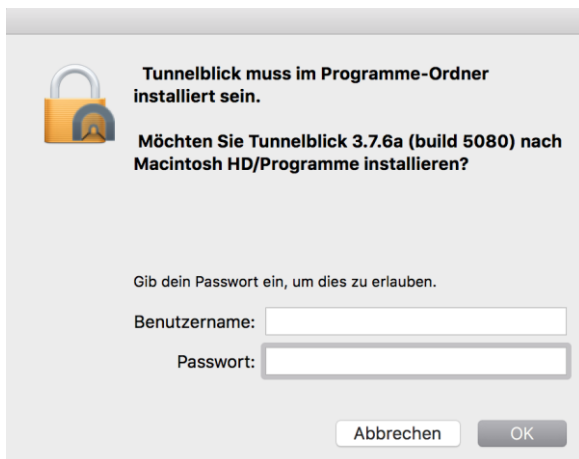 Tunnelblick muss im Programme-Ordner
installiert sein.
Möchten Sie Tunnelblick 3.7.6a (build 5080) nach
Macintosh HD/Programme installieren?
Gib dein Passwort ein, um dies zu erlauben.
Benutzername:
Passwort:
Abbrechen OK